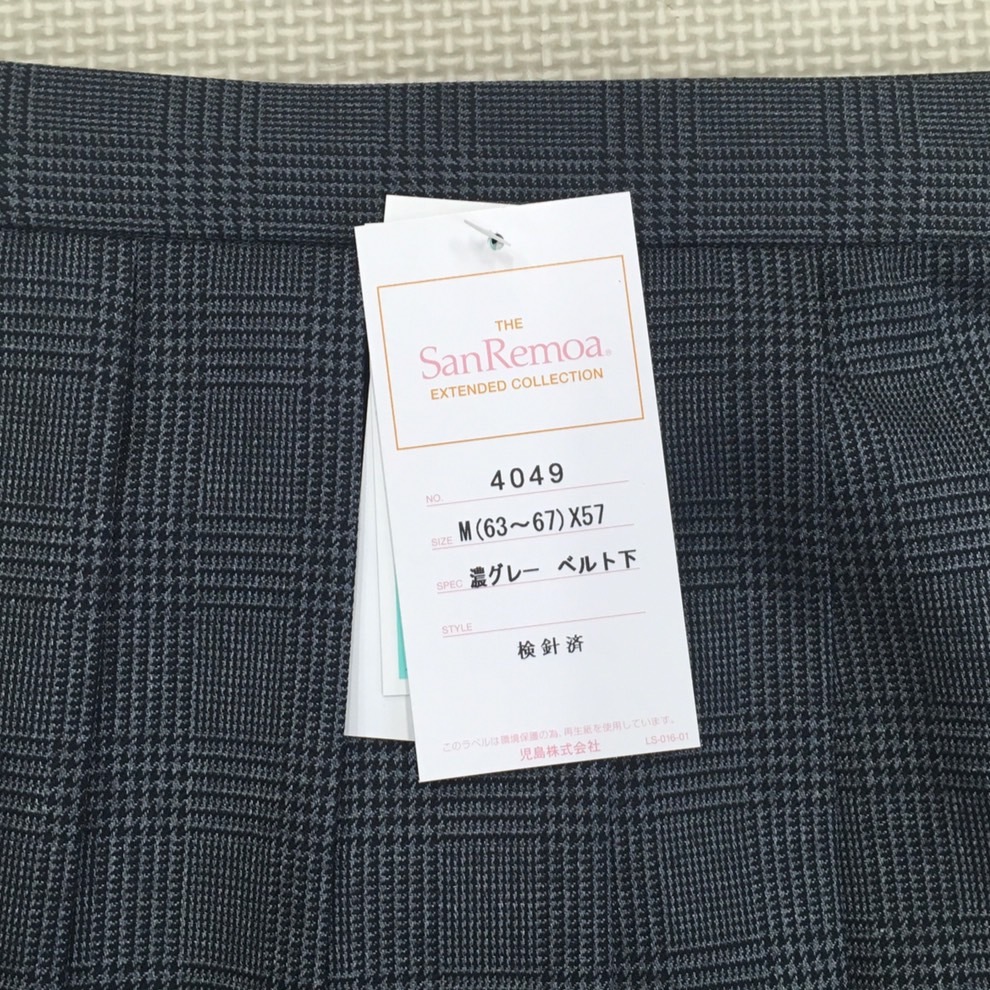 THE
SanRemoa®
EXTENDED COLLECTION
NO. 4049
SIZE M(63～67)X57
SPEC 濃グレー ベルト下
STYLE
検針済
このラベルは環境保護の為、再生紙を使用しています。
児島株式会社 LS-016-01